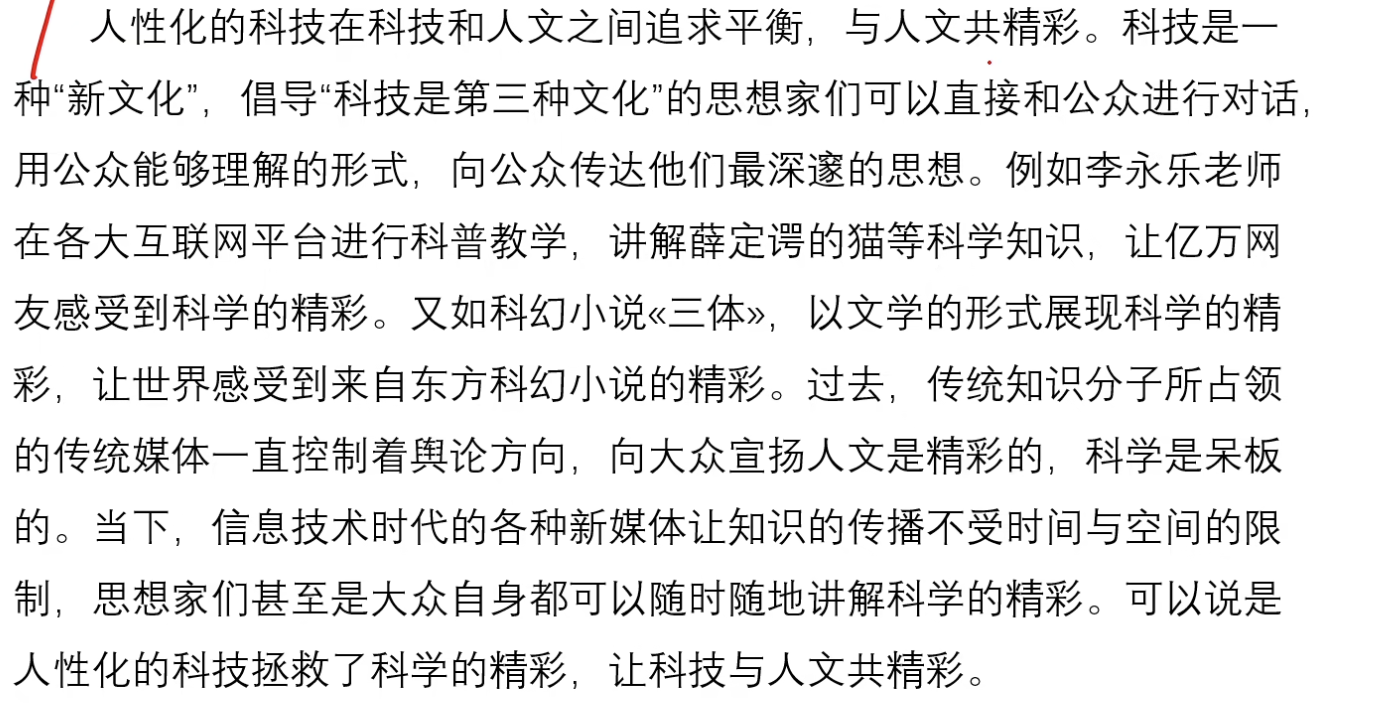 人性化的科技在科技和人文之间追求平衡，与人文共精彩。科技是一
种“新文化”，倡导“科技是第三种文化”的思想家们可以直接和公众进行对话，
用公众能够理解的形式，向公众传达他们最深邃的思想。例如李永乐老师
在各大互联网平台进行科普教学，讲解薛定谔的猫等科学知识，让亿万网
友感受到科学的精彩。又如科幻小说«三体»，以文学的形式展现科学的精
彩，让世界感受到来自东方科幻小说的精彩。过去，传统知识分子所占领
的传统媒体一直控制着舆论方向，向大众宣扬人文是精彩的，科学是呆板
的。当下，信息技术时代的各种新媒体让知识的传播不受时间与空间的限
制，思想家们甚至是大众自身都可以随时随地讲解科学的精彩。可以说是
人性化的科技拯救了科学的精彩，让科技与人文共精彩。